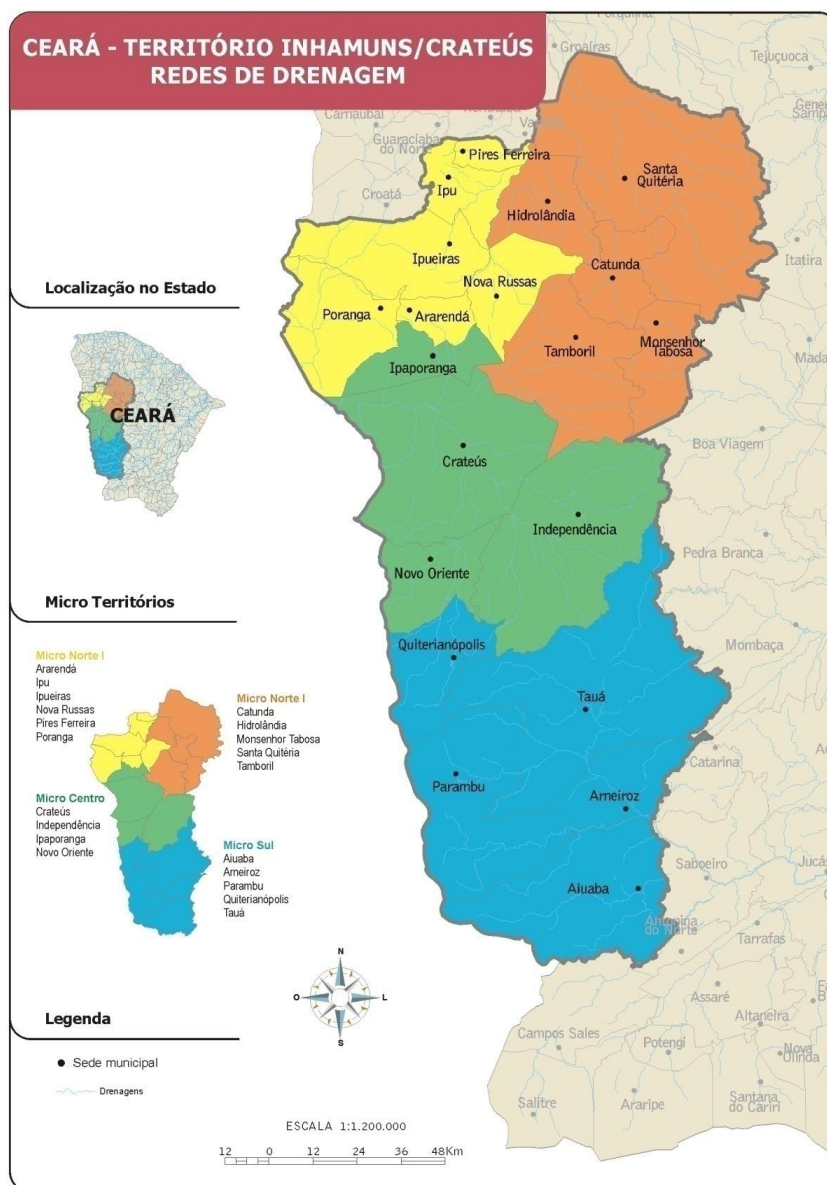 CEARÁ - TERRITÓRIO INHAMUNS/CRATEÚS
REDES DE DRENAGEM
Groaíras
Tejuçuoca
General
Samp
Carnaubal
Guaraciaba
do Norte
Croatá
Pires Ferreira
Ipu
Santa
Quitéria
Hidrolândia
Itatira
Ipueiras
Catunda
Nova Russas
Poranga
Ararendá
Monsenhor
Tabosa
Tamboril
Mada
Ipaporanga
Boa Viagem
Crateús
Independência
Pedra Branca
Novo Oriente
Mombaça
Quiterianópolis
Tauá
Catarina
Parambu
Arneiroz
Saboeiro
Jucás
Aiuaba
Antonina
do Norte
Tarrafas
Assaré
Altaneira
Campos Sales
Potengi
Nova
Olinda
Salitre
Araripe
Santana
do Cariri
Localização no Estado
CEARÁ
Micro Territórios
Micro Norte I
Ararendá
Ipu
Ipueiras
Nova Russas
Pires Ferreira
Poranga
Micro Norte I
Catunda
Hidrolândia
Monsenhor Tabosa
Santa Quitéria
Tamboril
Micro Centro
Crateús
Independência
Ipaporanga
Novo Oriente
Micro Sul
Aiuaba
Arneiroz
Parambu
Quiterianópolis
Tauá
N
O
L
S
Legenda
Sede municipal
Drenagens
ESCALA 1:1.200.000
12 0 12 24 36 48Km